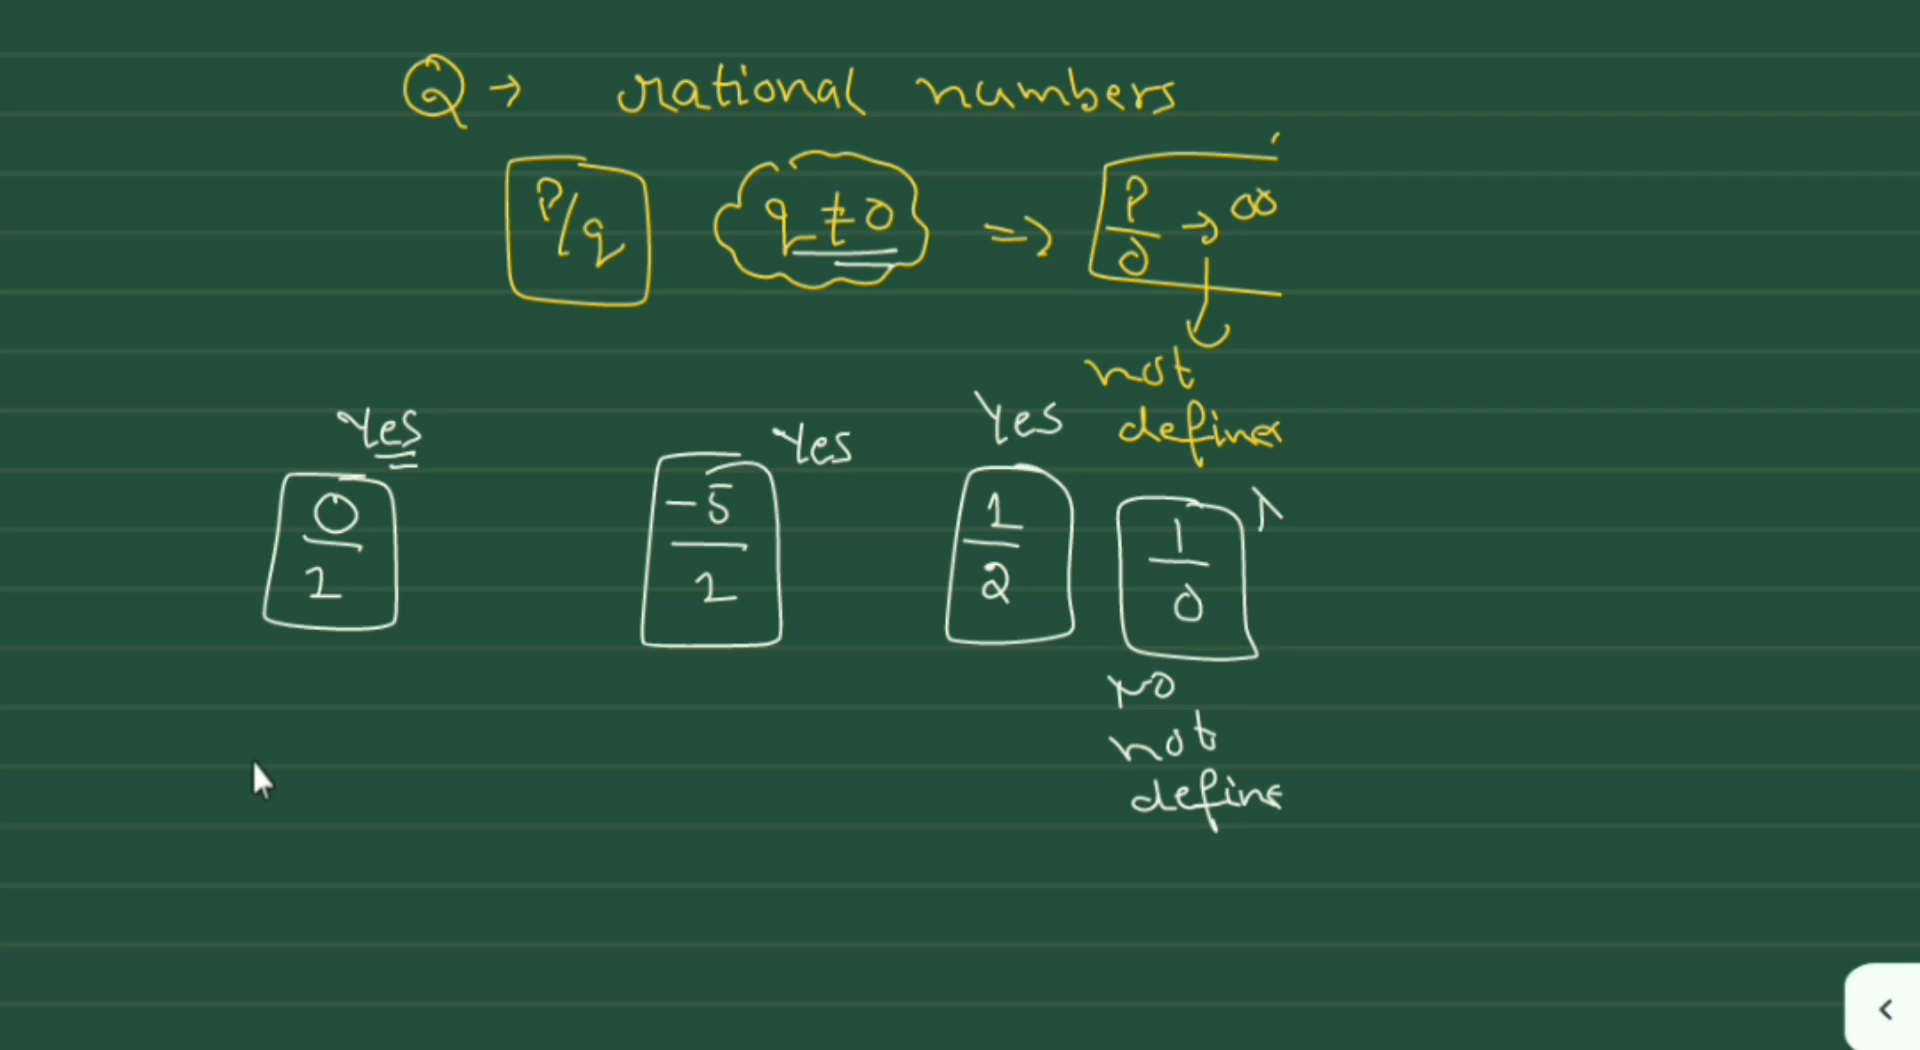 Q → rational numbers
P/q q ≠ 0 => P/0 → ∞
not
define
Yes Yes Yes
0/2 -5/2 1/2 1/0
No
not
define